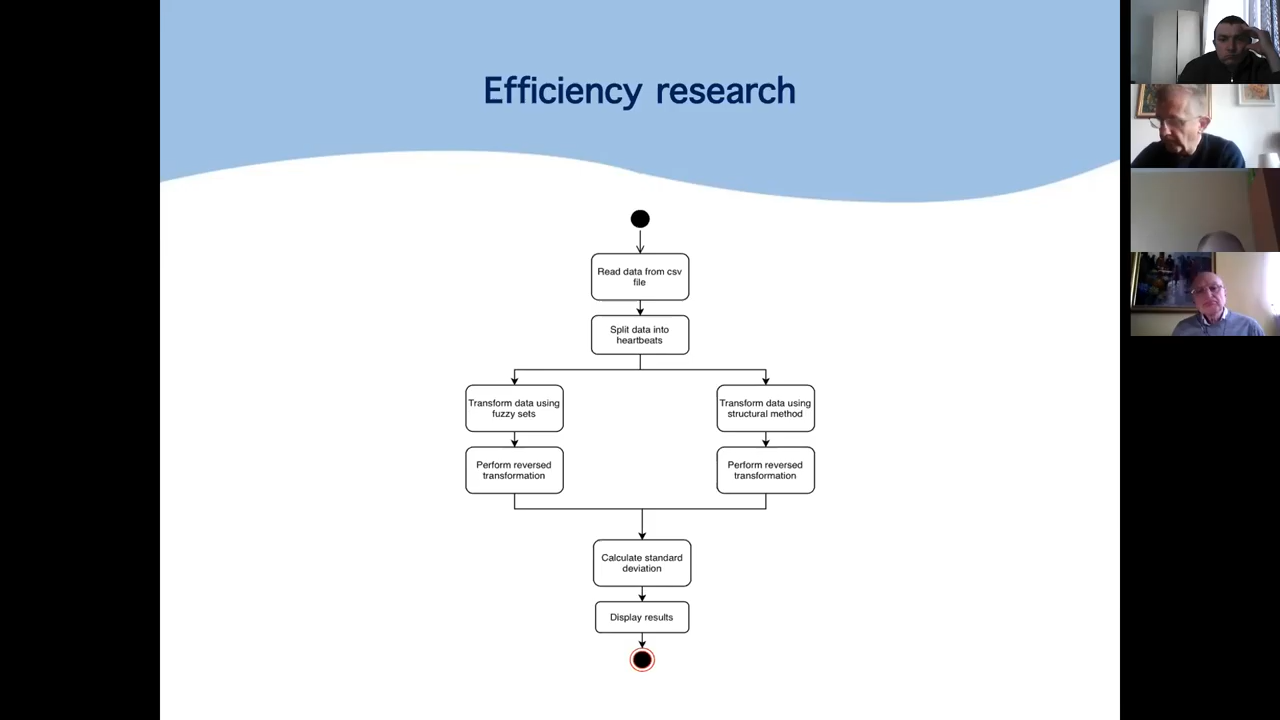 Efficiency research
Read data from csv
file
Split data into
heartbeats
Transform data using
fuzzy sets
Transform data using
structural method
Perform reversed
transformation
Perform reversed
transformation
Calculate standard
deviation
Display results